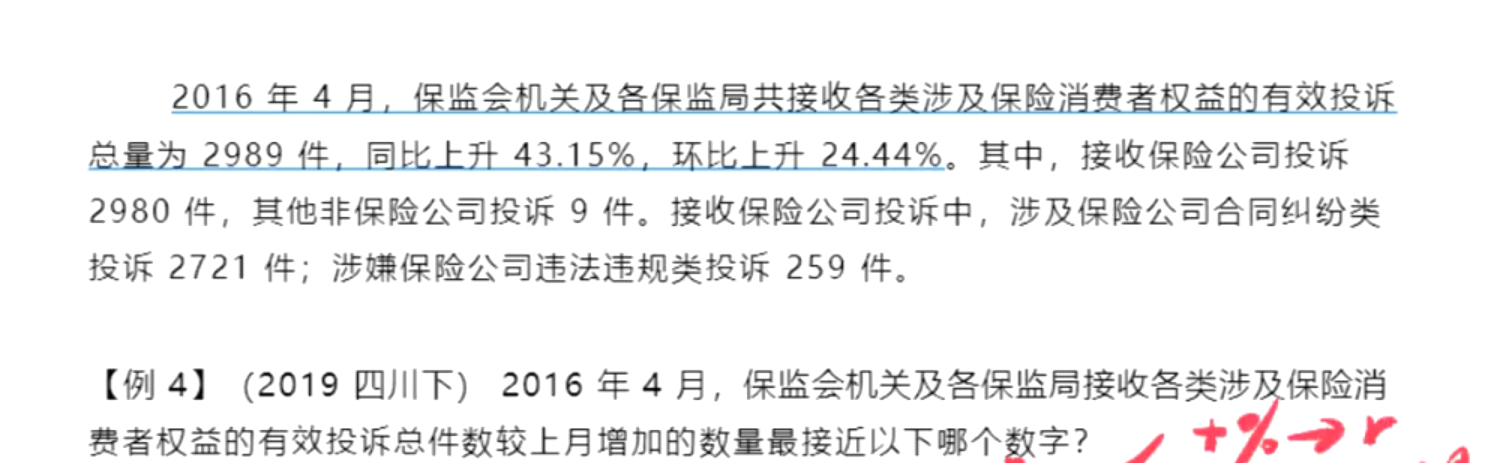 2016 年 4 月，保监会机关及各保监局共接收各类涉及保险消费者权益的有效投诉
总量为 2989 件，同比上升 43.15%，环比上升 24.44%。其中，接收保险公司投诉
2980 件，其他非保险公司投诉 9 件。接收保险公司投诉中，涉及保险公司合同纠纷类
投诉 2721 件；涉嫌保险公司违法违规类投诉 259 件。
【例 4】（2019 四川下） 2016 年 4 月，保监会机关及各保监局接收各类涉及保险消
费者权益的有效投诉总件数较上月增加的数量最接近以下哪个数字？
+%→r